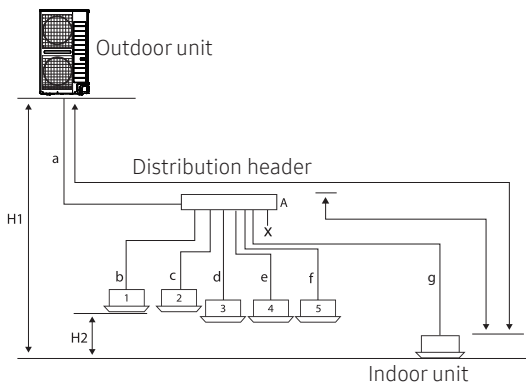 Outdoor unit
a
Distribution header
H1
A
X
b
c
d
e
f
g
1
2
3
4
5
H2
Indoor unit